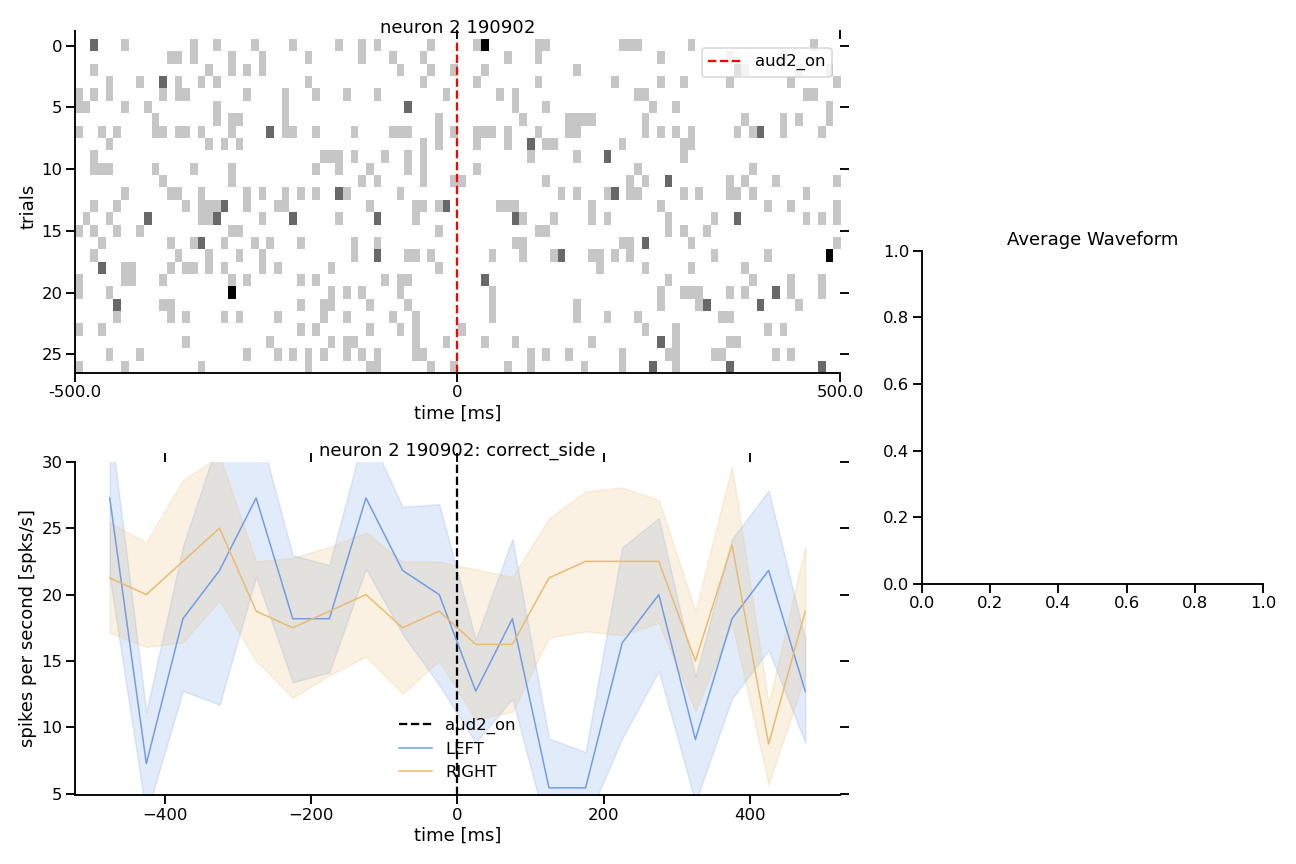 neuron 2 190902
0
5
10
15
20
25
trials
aud2_on
-500.0
0
500.0
time [ms]
Average Waveform
1.0
0.8
0.6
0.4
0.2
0.0
0.0
0.2
0.4
0.6
0.8
1.0
neuron 2 190902: correct_side
30
25
20
15
10
5
spikes per second [spks/s]
aud2_on
LEFT
RIGHT
−400
−200
0
200
400
time [ms]